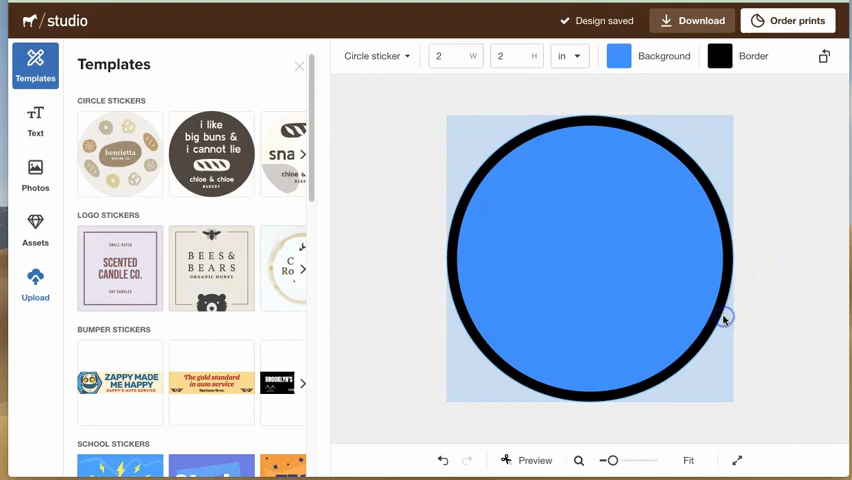 /studio
Design saved
Download
Order prints
Templates
Text
Photos
Assets
Upload
Templates
CIRCLE STICKERS
henrietta
i like
big buns &
i cannot lie
chloe & chloe
BAKERY
sna
chloe & c
LOGO STICKERS
SMALL BATCH
SCENTED
CANDLE CO.
SOY CANDLES
BEES &
BEARS
ORGANIC HONEY
C
Ro
BUMPER STICKERS
ZAPPY MADE
ME HAPPY
ZAPPY'S AUTO SERVICE
The gold standard
in auto service
BROOKLYN'S
SCHOOL STICKERS
Circle sticker
2 W
2 H
in
Background
Border
Preview
Fit